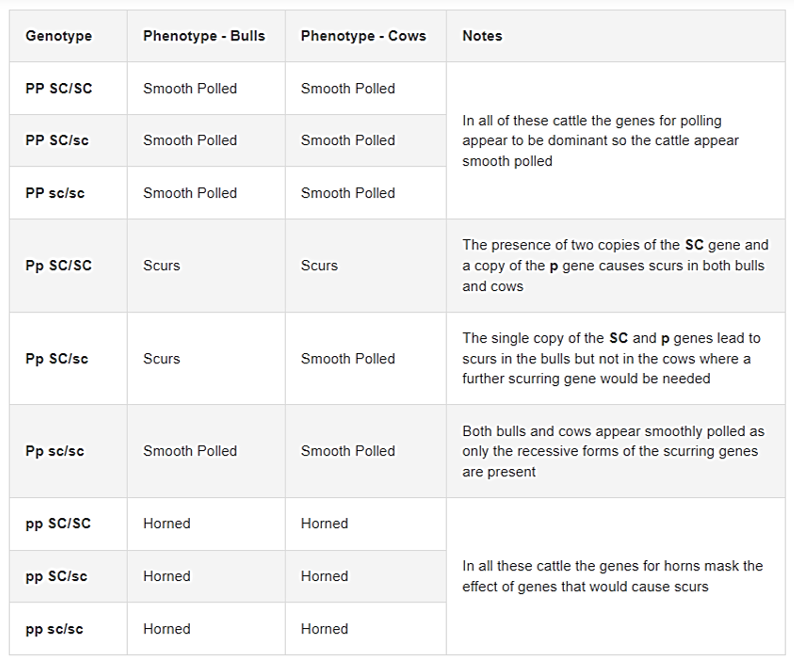 Genotype Phenotype - Bulls Phenotype - Cows Notes
PP SC/SC Smooth Polled Smooth Polled
PP SC/sc Smooth Polled Smooth Polled
PP sc/sc Smooth Polled Smooth Polled
In all of these cattle the genes for polling
appear to be dominant so the cattle appear
smooth polled
Pp SC/SC Scurs Scurs
The presence of two copies of the SC gene and
a copy of the p gene causes scurs in both bulls
and cows
Pp SC/sc Scurs Smooth Polled
The single copy of the SC and p genes lead to
scurs in the bulls but not in the cows where a
further scurring gene would be needed
Pp sc/sc Smooth Polled Smooth Polled
Both bulls and cows appear smoothly polled as
only the recessive forms of the scurring genes
are present
pp SC/SC Horned Horned
pp SC/sc Horned Horned
pp sc/sc Horned Horned
In all these cattle the genes for horns mask the
effect of genes that would cause scurs